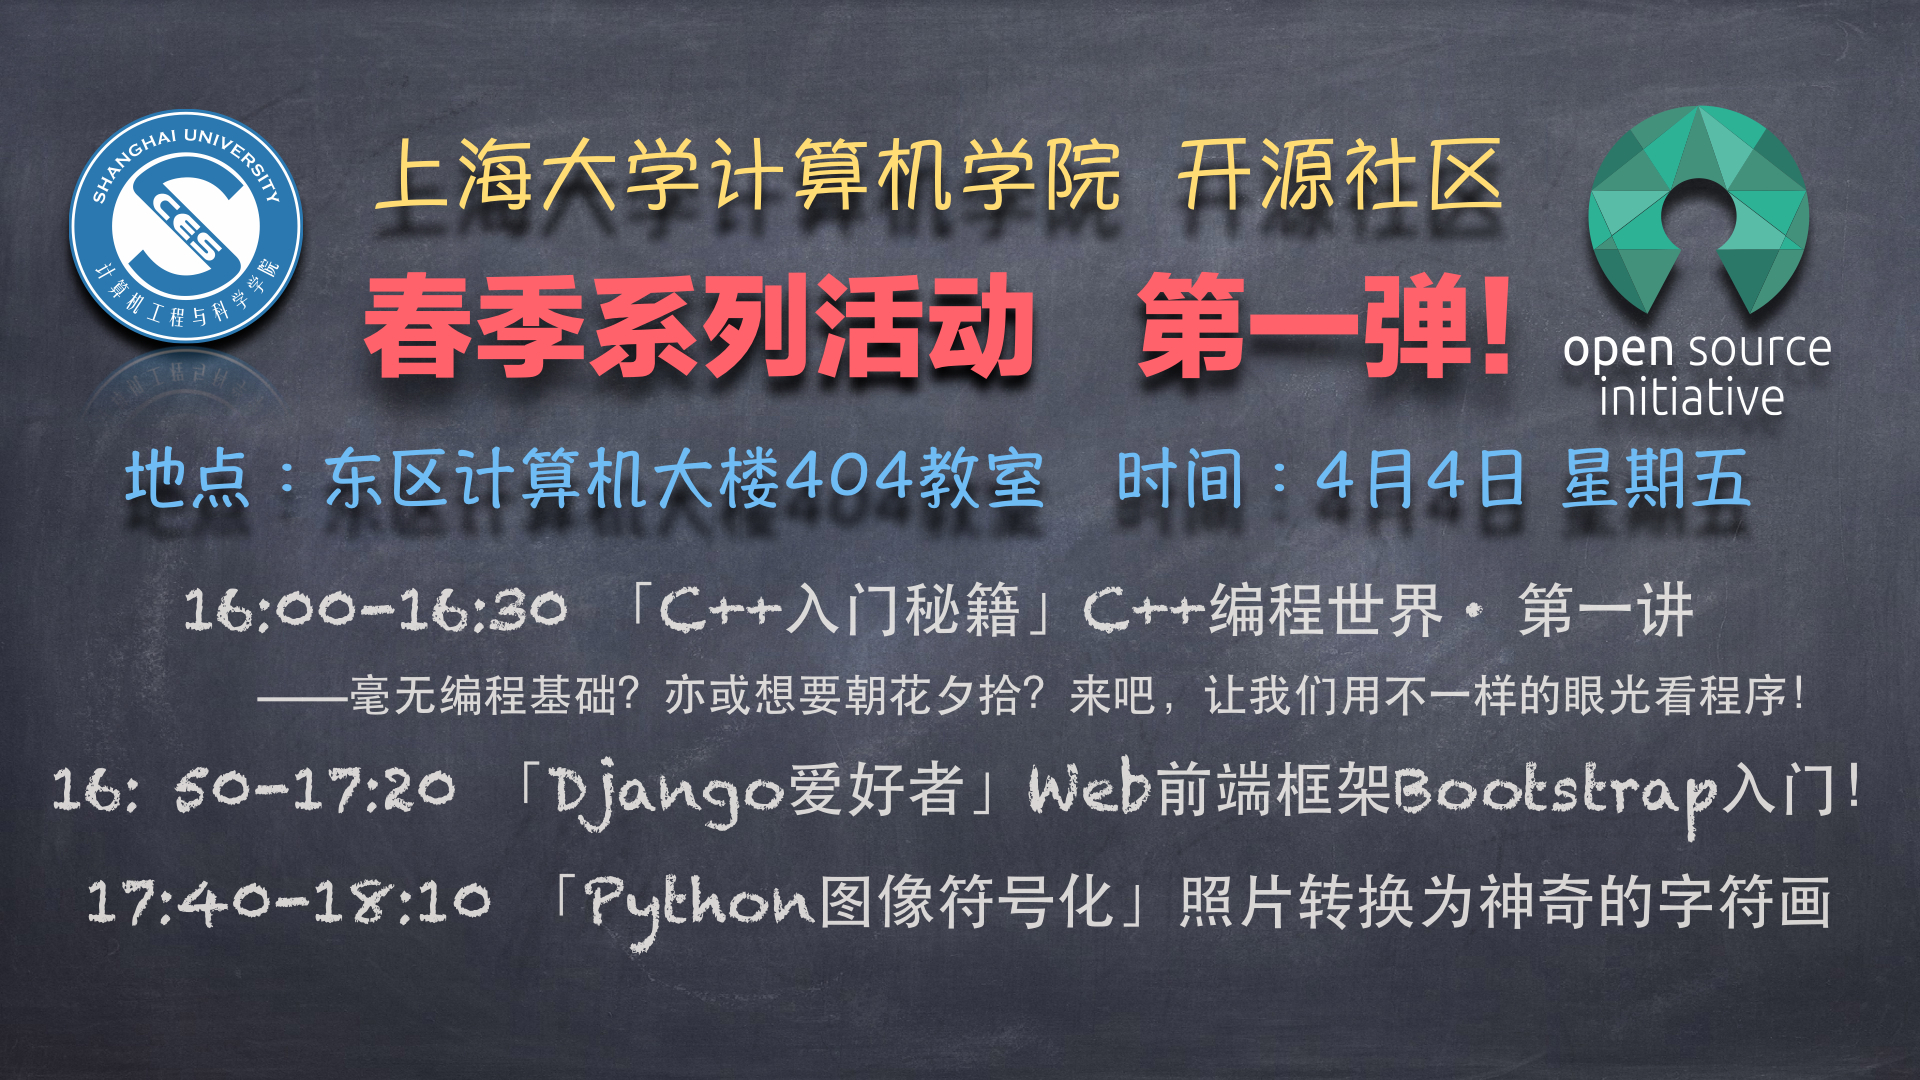 SHANGHAI UNIVERSITY
CES
计算机工程与科学学院
上海大学计算机学院 开源社区
春季系列活动 第一弹!
open source
initiative
地点：东区计算机大楼404教室 时间：4月4日 星期五
16:00-16:30 「C++入门秘籍」C++编程世界· 第一讲
——毫无编程基础？亦或想要朝花夕拾？来吧，让我们用不一样的眼光看程序！
16: 50-17:20 「Django爱好者」Web前端框架Bootstrap入门！
17:40-18:10 「Python图像符号化」照片转换为神奇的字符画